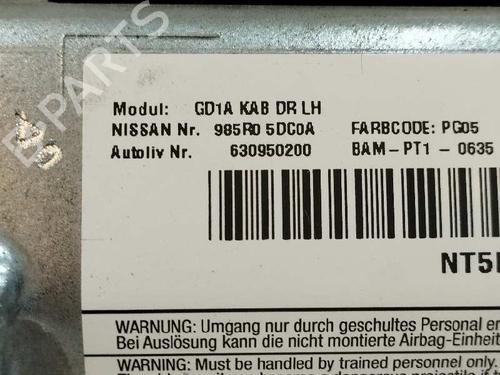 B-PARTS
Modul: GD1A KAB DR LH
NISSAN Nr. 985R0 5DC0A FARBCODE: PG05
Autoliv Nr. 630950200 BAM-PT1 - 0635
NT5
WARNUNG: Umgang nur durch geschultes Personal
Bei Auslösung kann die nicht montierte Airbag-Einheit
WARNING: Must be handled by trained personnel only.